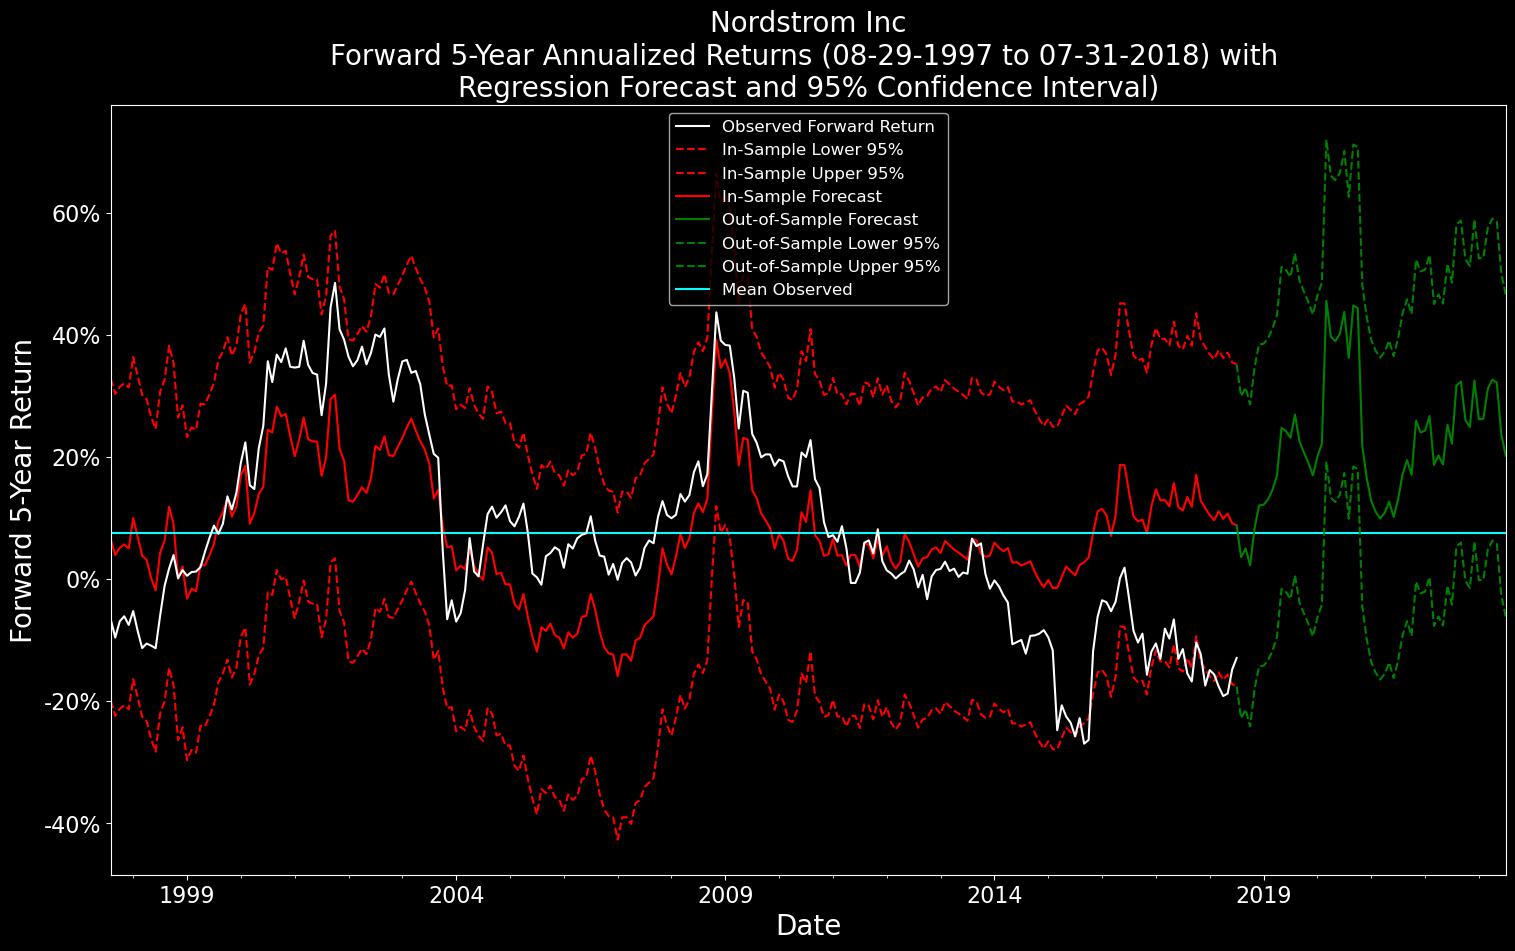 Nordstrom Inc
Forward 5-Year Annualized Returns (08-29-1997 to 07-31-2018) with
Regression Forecast and 95% Confidence Interval)
Observed Forward Return
In-Sample Lower 95%
In-Sample Upper 95%
In-Sample Forecast
Out-of-Sample Forecast
Out-of-Sample Lower 95%
Out-of-Sample Upper 95%
Mean Observed
Forward 5-Year Return
60%
40%
20%
0%
-20%
-40%
1999 2004 2009 2014 2019
Date